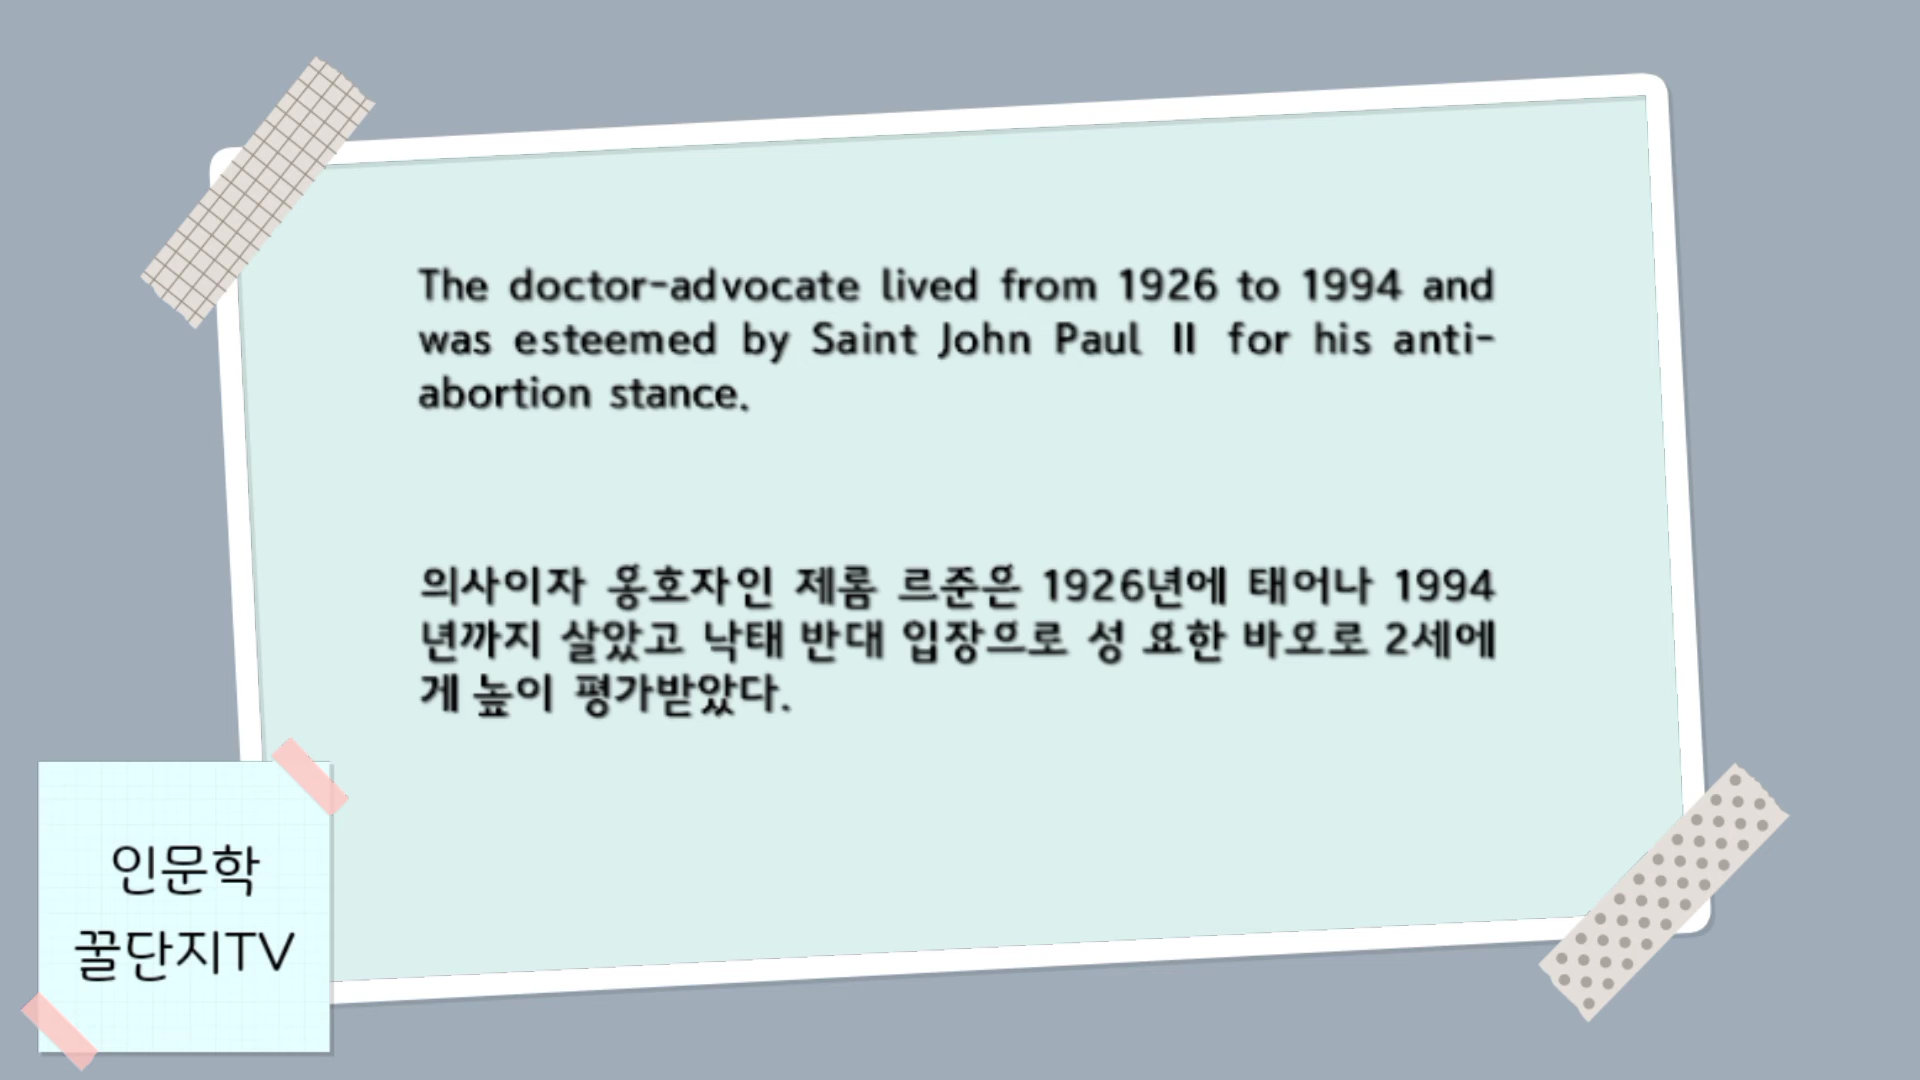 The doctor-advocate lived from 1926 to 1994 and
was esteemed by Saint John Paul II for his anti-
abortion stance.
의사이자 옹호자인 제롬 르준은 1926년에 태어나 1994
년까지 살았고 낙태 반대 입장으로 성 요한 바오로 2세에
게 높이 평가받았다.
인문학
꿀단지TV